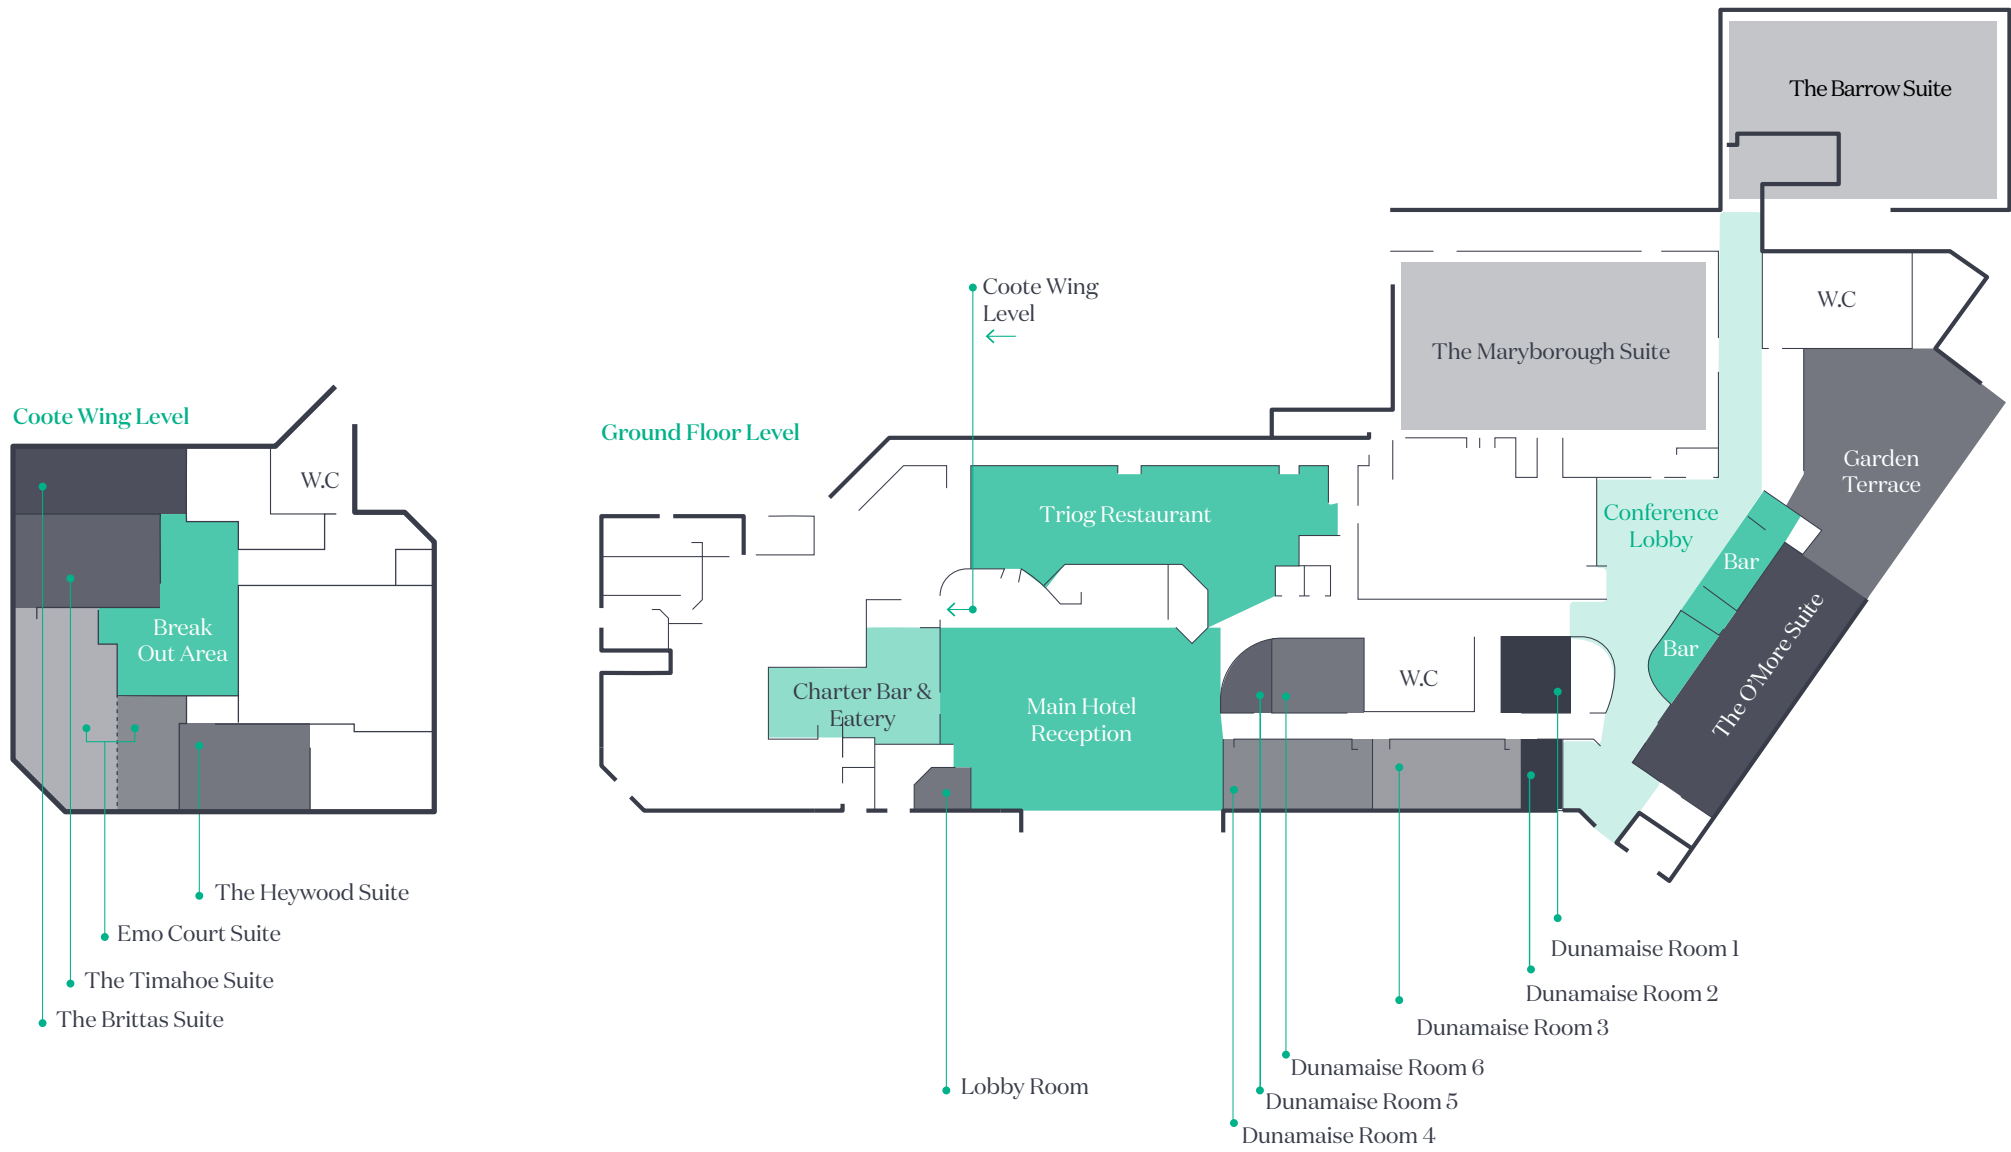 Coote Wing Level
W.C
Break
Out Area
The Heywood Suite
Emo Court Suite
The Timahoe Suite
The Brittas Suite
Ground Floor Level
Coote Wing
Level
The Barrow Suite
W.C
The Maryborough Suite
Garden
Terrace
Triog Restaurant
Conference
Lobby
Bar
Bar
The O'More Suite
W.C
Charter Bar &
Eatery
Main Hotel
Reception
Dunamaise Room 1
Dunamaise Room 2
Dunamaise Room 3
Dunamaise Room 6
Dunamaise Room 5
Dunamaise Room 4
Lobby Room